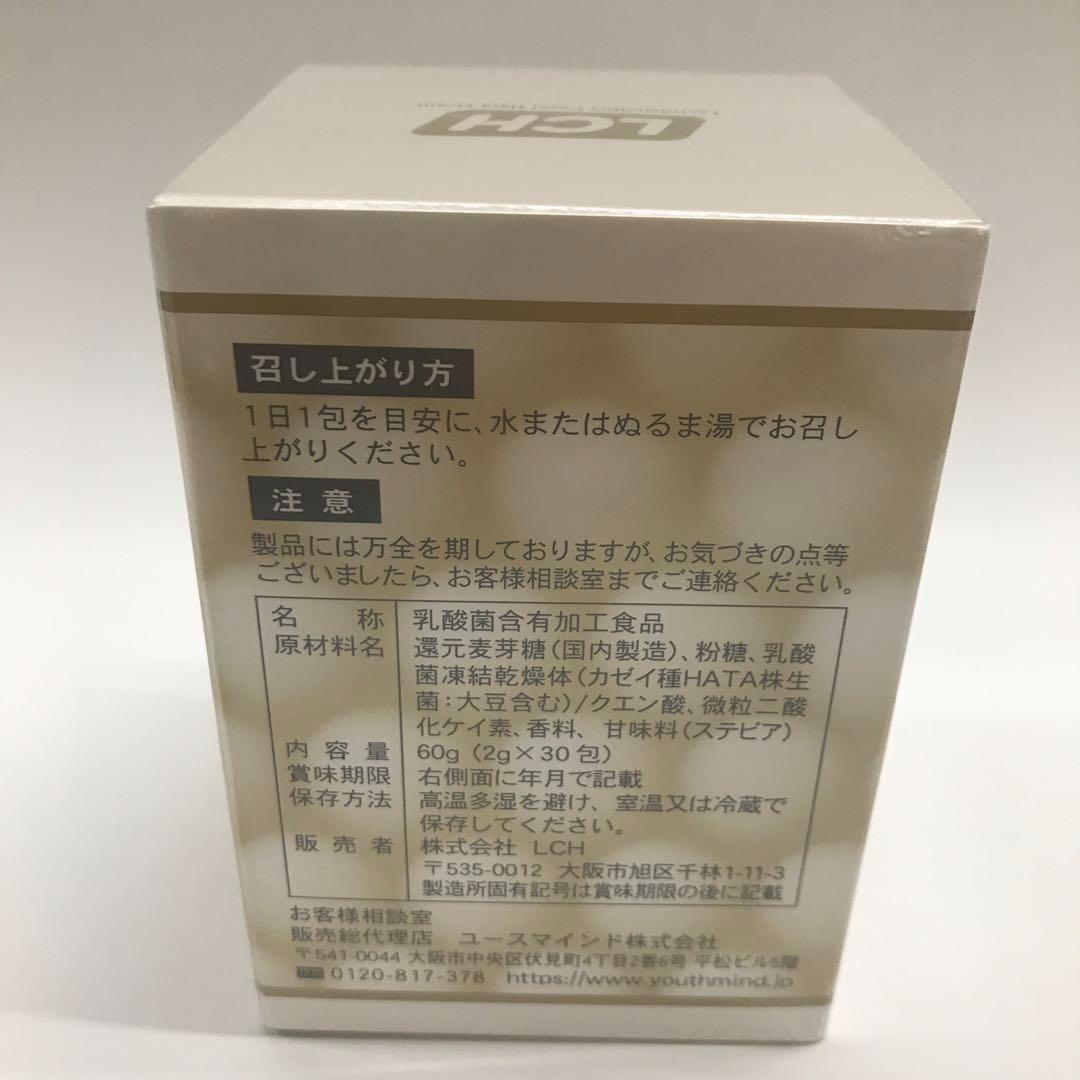 LCH
召し上がり方
1日1包を目安に、水またはぬるま湯でお召し
上がりください。
注意
製品には万全を期しておりますが、お気づきの点等
ございましたら、お客様相談室までご連絡ください。
名称 乳酸菌含有加工食品
原材料名 還元麦芽糖(国内製造)、粉糖、乳酸
菌凍結乾燥体(カゼイ種HATA株生
菌:大豆含む)/クエン酸、微粒二酸
化ケイ素、香料、甘味料(ステビア)
内容量 60g(2g×30包)
賞味期限 右側面に年月で記載
保存方法 高温多湿を避け、室温又は冷蔵で
保存してください。
販売者 株式会社 LCH
〒535-0012 大阪市旭区千林1-11-3
製造所固有記号は賞味期限の後に記載
お客様相談室
販売総代理店 ユースマインド株式会社
〒541-0044 大阪市中央区伏見町4丁目2番6号 平松ビル5階
0120-817-378 https://www.youthmind.jp